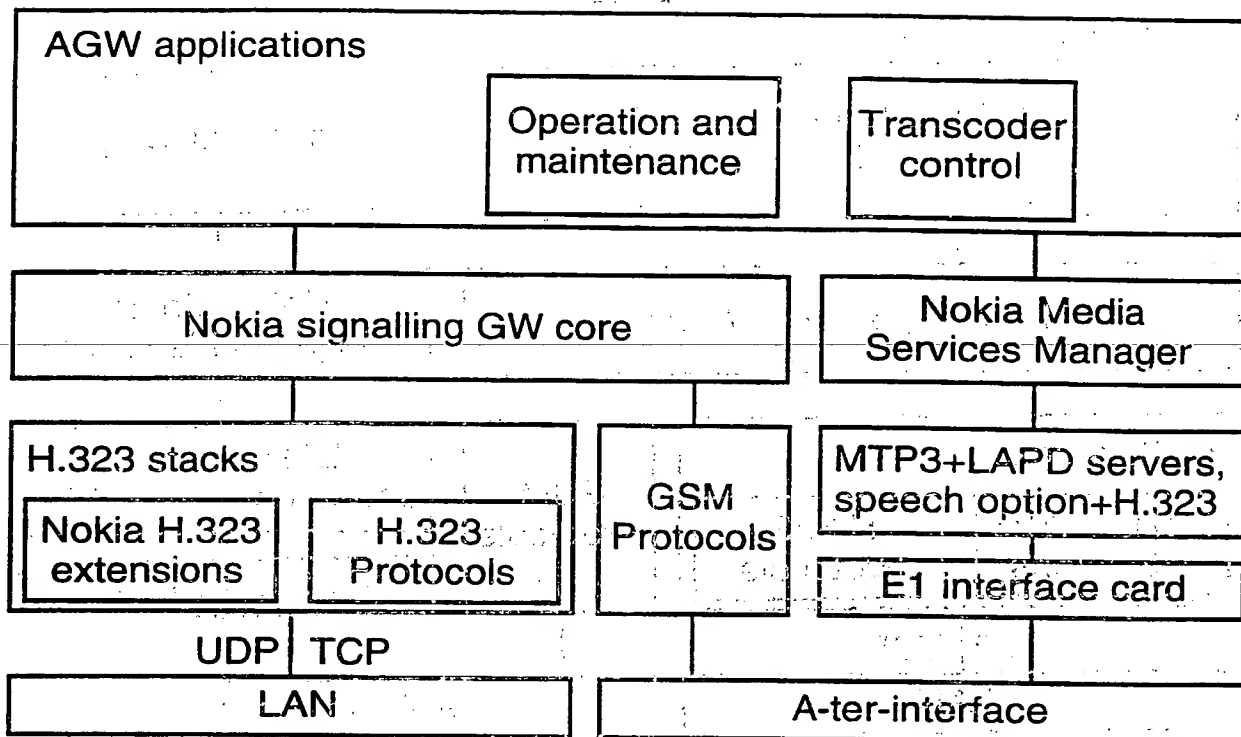 AGW applications
Operation and
maintenance
Transcoder
control
Nokia signalling GW core
Nokia Media
Services Manager
H.323 stacks
Nokia H.323
extensions
H.323
Protocols
GSM
Protocols
MTP3+LAPD servers,
speech option+H.323
E1 interface card
UDP TCP
LAN
A-ter-interface